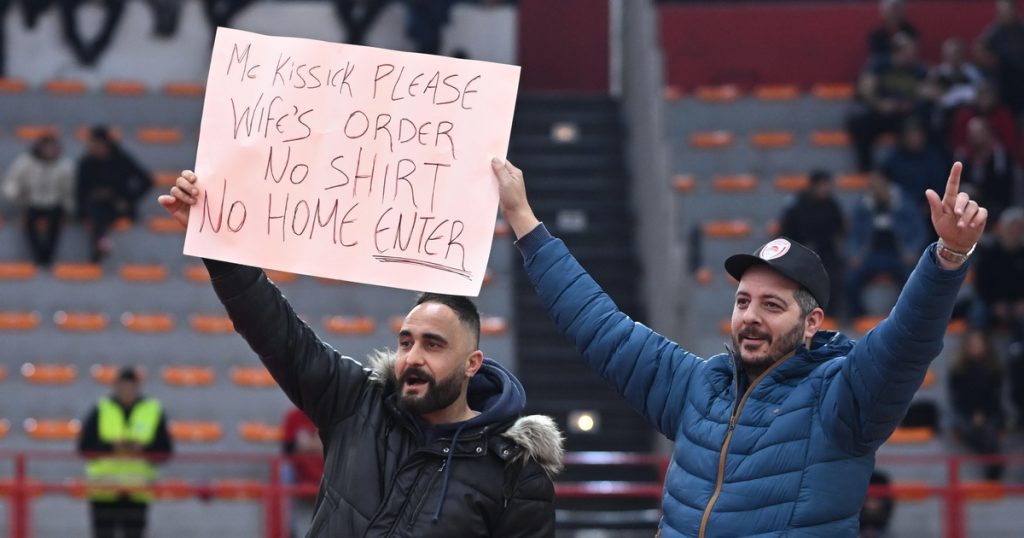 Mc Kissick PLEASE
Wife's ORDER
NO SHIRT
NO HOME ENTER